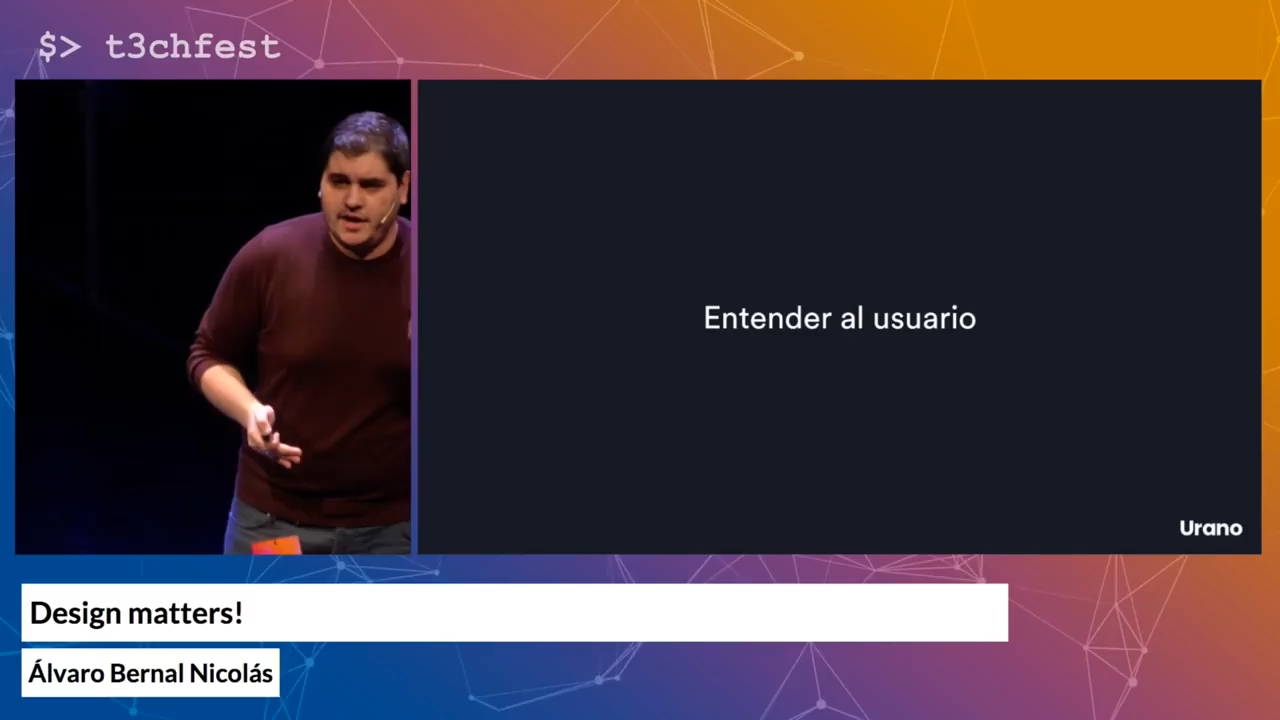 $> t3chfest
Entender al usuario
Urano
Design matters!
Álvaro Bernal Nicolás